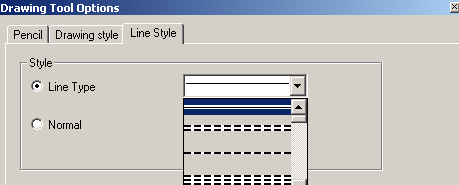 Drawing Tool Options
Pencil Drawing style Line Style
Style
Line Type
Normal